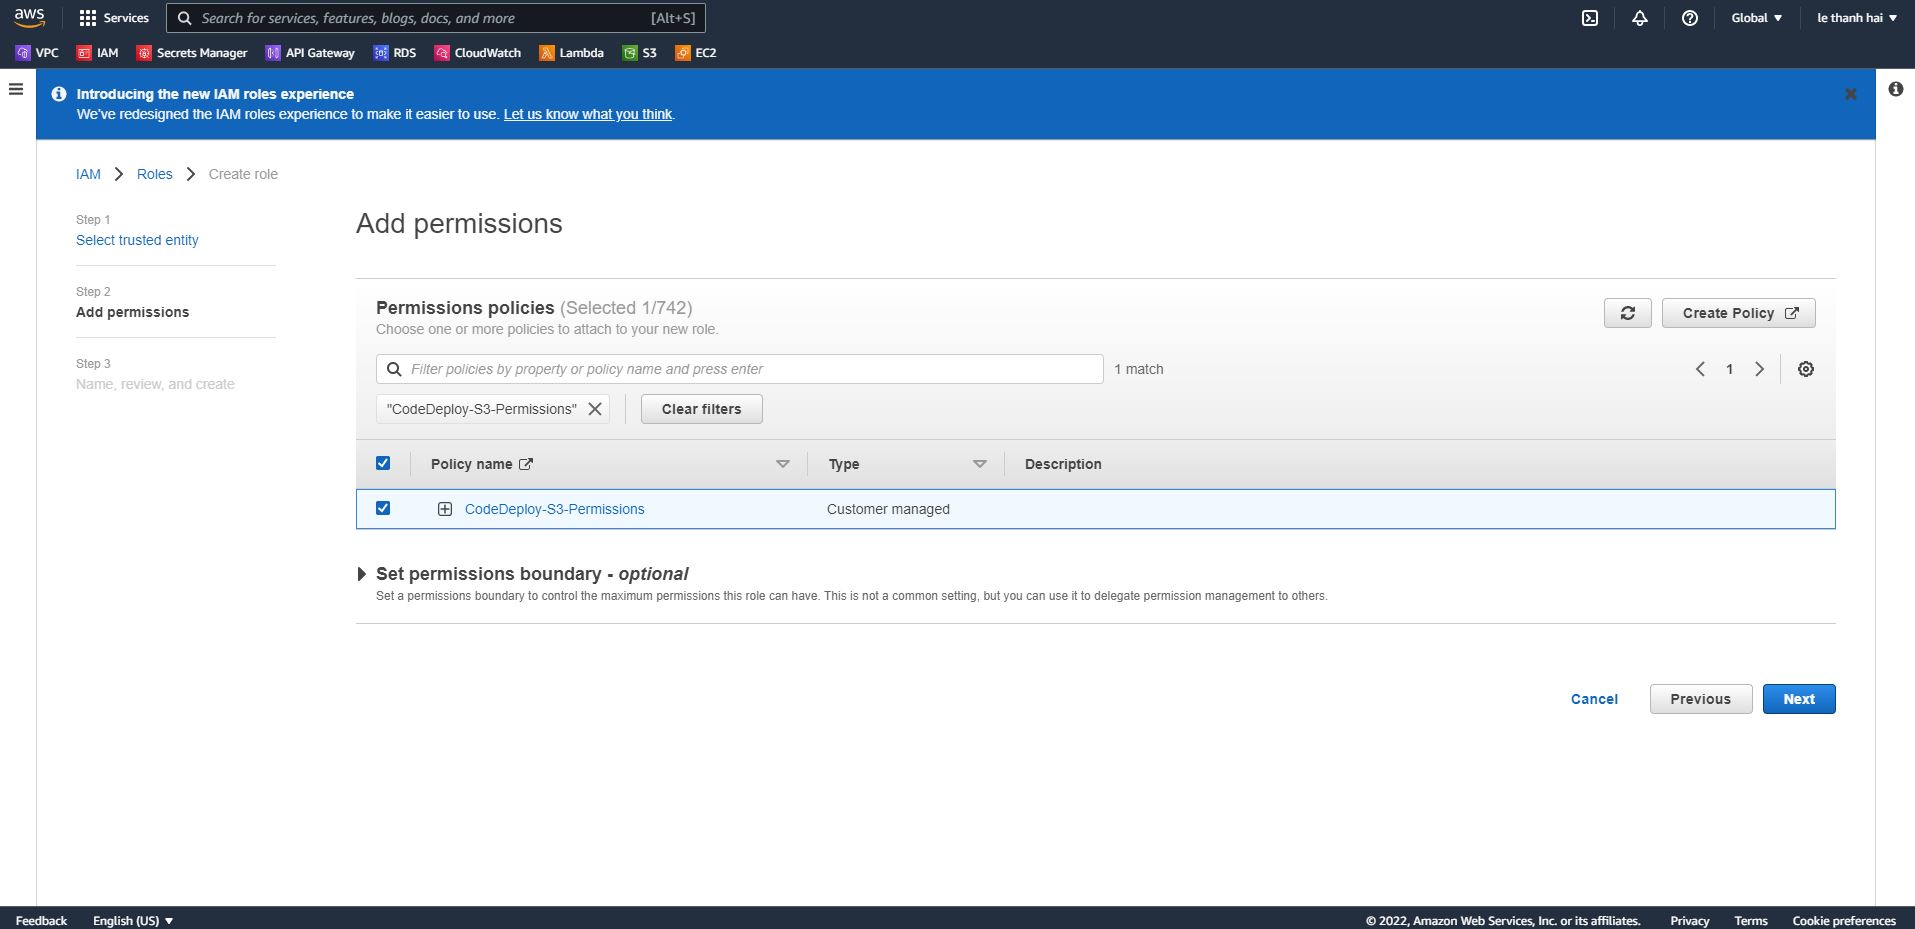 aws Services Search for services, features, blogs, docs, and more [Alt+S] Global ▼ le thanh hai ▼
VPC IAM Secrets Manager API Gateway RDS CloudWatch Lambda S3 EC2
Introducing the new IAM roles experience
We've redesigned the IAM roles experience to make it easier to use. Let us know what you think.
IAM > Roles > Create role
Step 1
Select trusted entity
Step 2
Add permissions
Step 3
Name, review, and create
Add permissions
Permissions policies (Selected 1/742)
Choose one or more policies to attach to your new role.
Create Policy
Filter policies by property or policy name and press enter 1 match < 1 >
"CodeDeploy-S3-Permissions" Clear filters
Policy name Type Description
CodeDeploy-S3-Permissions Customer managed
Set permissions boundary - optional
Set a permissions boundary to control the maximum permissions this role can have. This is not a common setting, but you can use it to delegate permission management to others.
Cancel Previous Next
Feedback English (US) ▼ © 2022, Amazon Web Services, Inc. or its affiliates. Privacy Terms Cookie preferences